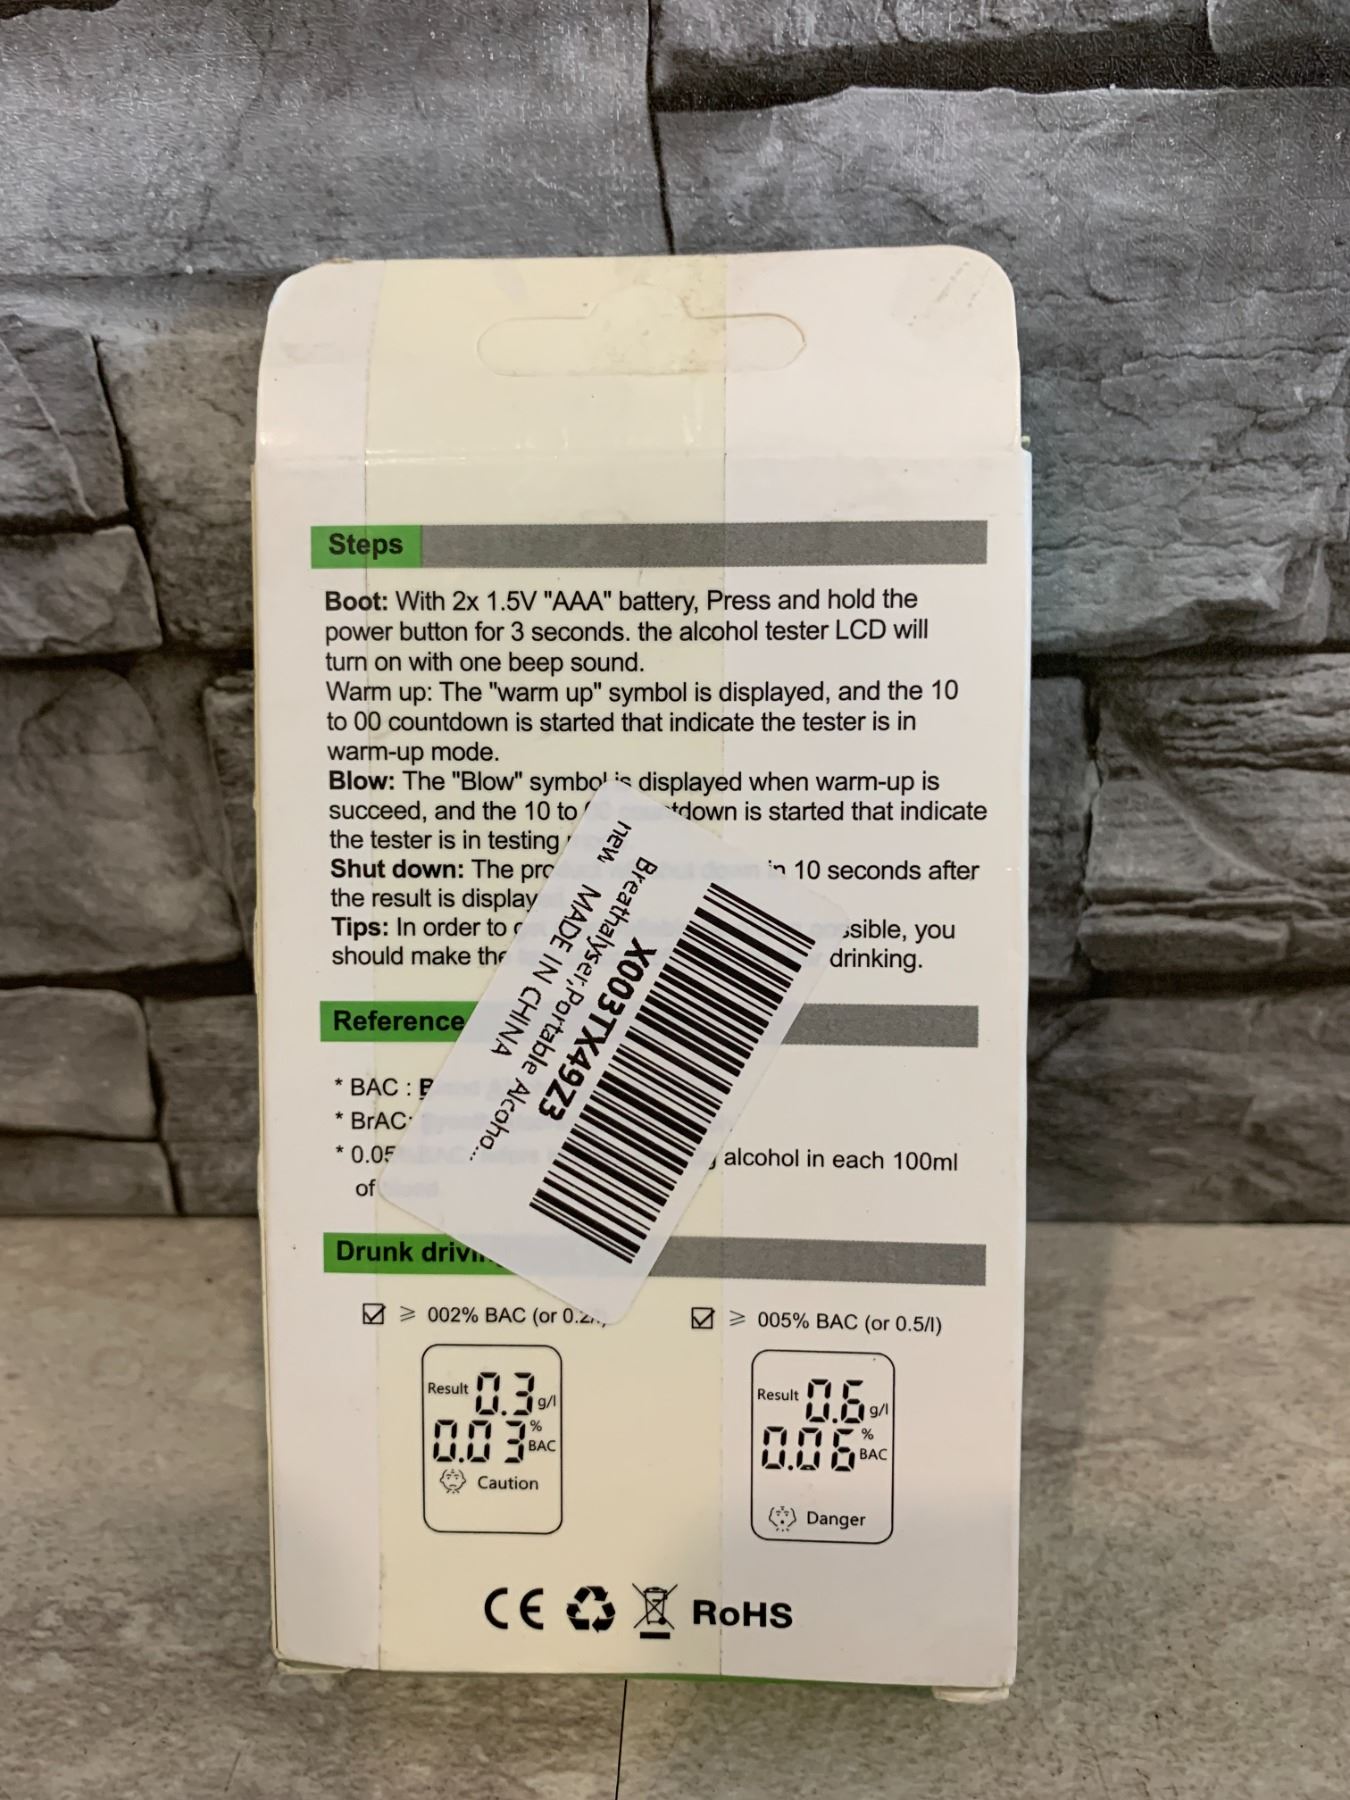 Steps
Boot: With 2x 1.5V "AAA" battery, Press and hold the
power button for 3 seconds. the alcohol tester LCD will
turn on with one beep sound.
Warm up: The "warm up" symbol is displayed, and the 10
to 00 countdown is started that indicate the tester is in
warm-up mode.
Blow: The "Blow" symbol is displayed when warm-up is
succeed, and the 10 to countdown is started that indicate
the tester is in testing
Shut down: The product will shut down in 10 seconds after
the result is display
Tips: In order to possible, you
should make the drinking.
new
Breathalyser,Portable Alcoho...
MADE IN CHINA
X003TX49Z3
Reference
* BAC :
* BrAC:
* 0.05 alcohol in each 100ml
of
Drunk driving
≥ 002% BAC (or 0.2/l)
≥ 005% BAC (or 0.5/l)
Result 0.3 g/l
0.03 % BAC
Caution
Result 0.6 g/l
0.06 % BAC
Danger
CE RoHS